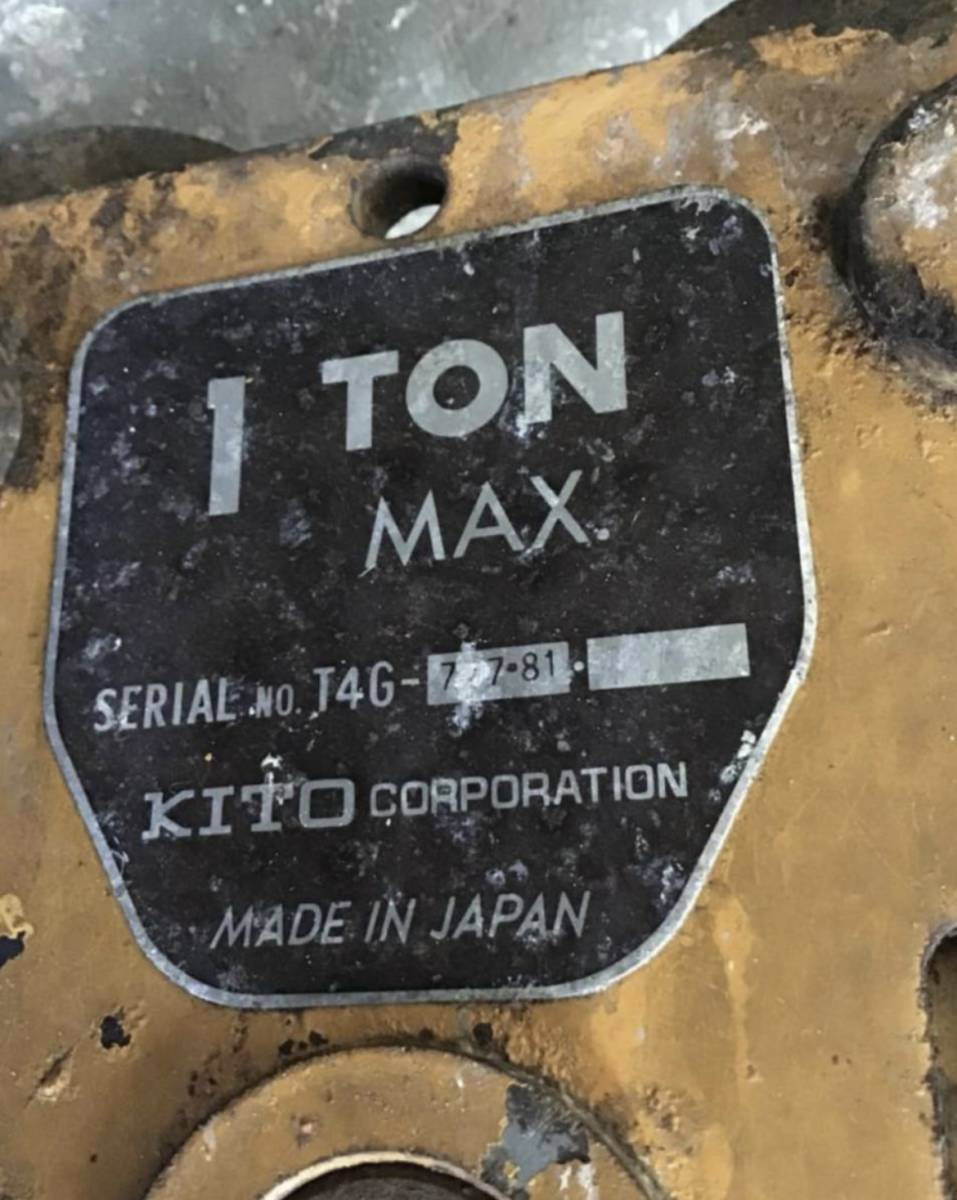 1 TON
MAX.
SERIAL NO. T4G-
KITO CORPORATION
MADE IN JAPAN